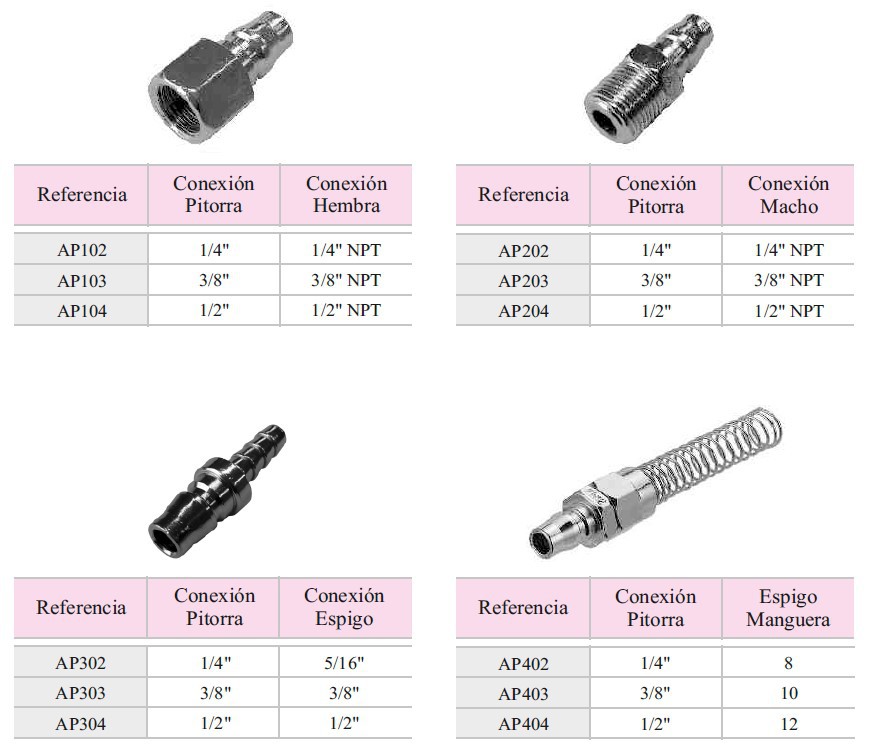 Referencia Conexión Pitorra Conexión Hembra
AP102 1/4" 1/4" NPT
AP103 3/8" 3/8" NPT
AP104 1/2" 1/2" NPT
Referencia Conexión Pitorra Conexión Macho
AP202 1/4" 1/4" NPT
AP203 3/8" 3/8" NPT
AP204 1/2" 1/2" NPT
Referencia Conexión Pitorra Conexión Espigo
AP302 1/4" 5/16"
AP303 3/8" 3/8"
AP304 1/2" 1/2"
Referencia Conexión Pitorra Espigo Manguera
AP402 1/4" 8
AP403 3/8" 10
AP404 1/2" 12